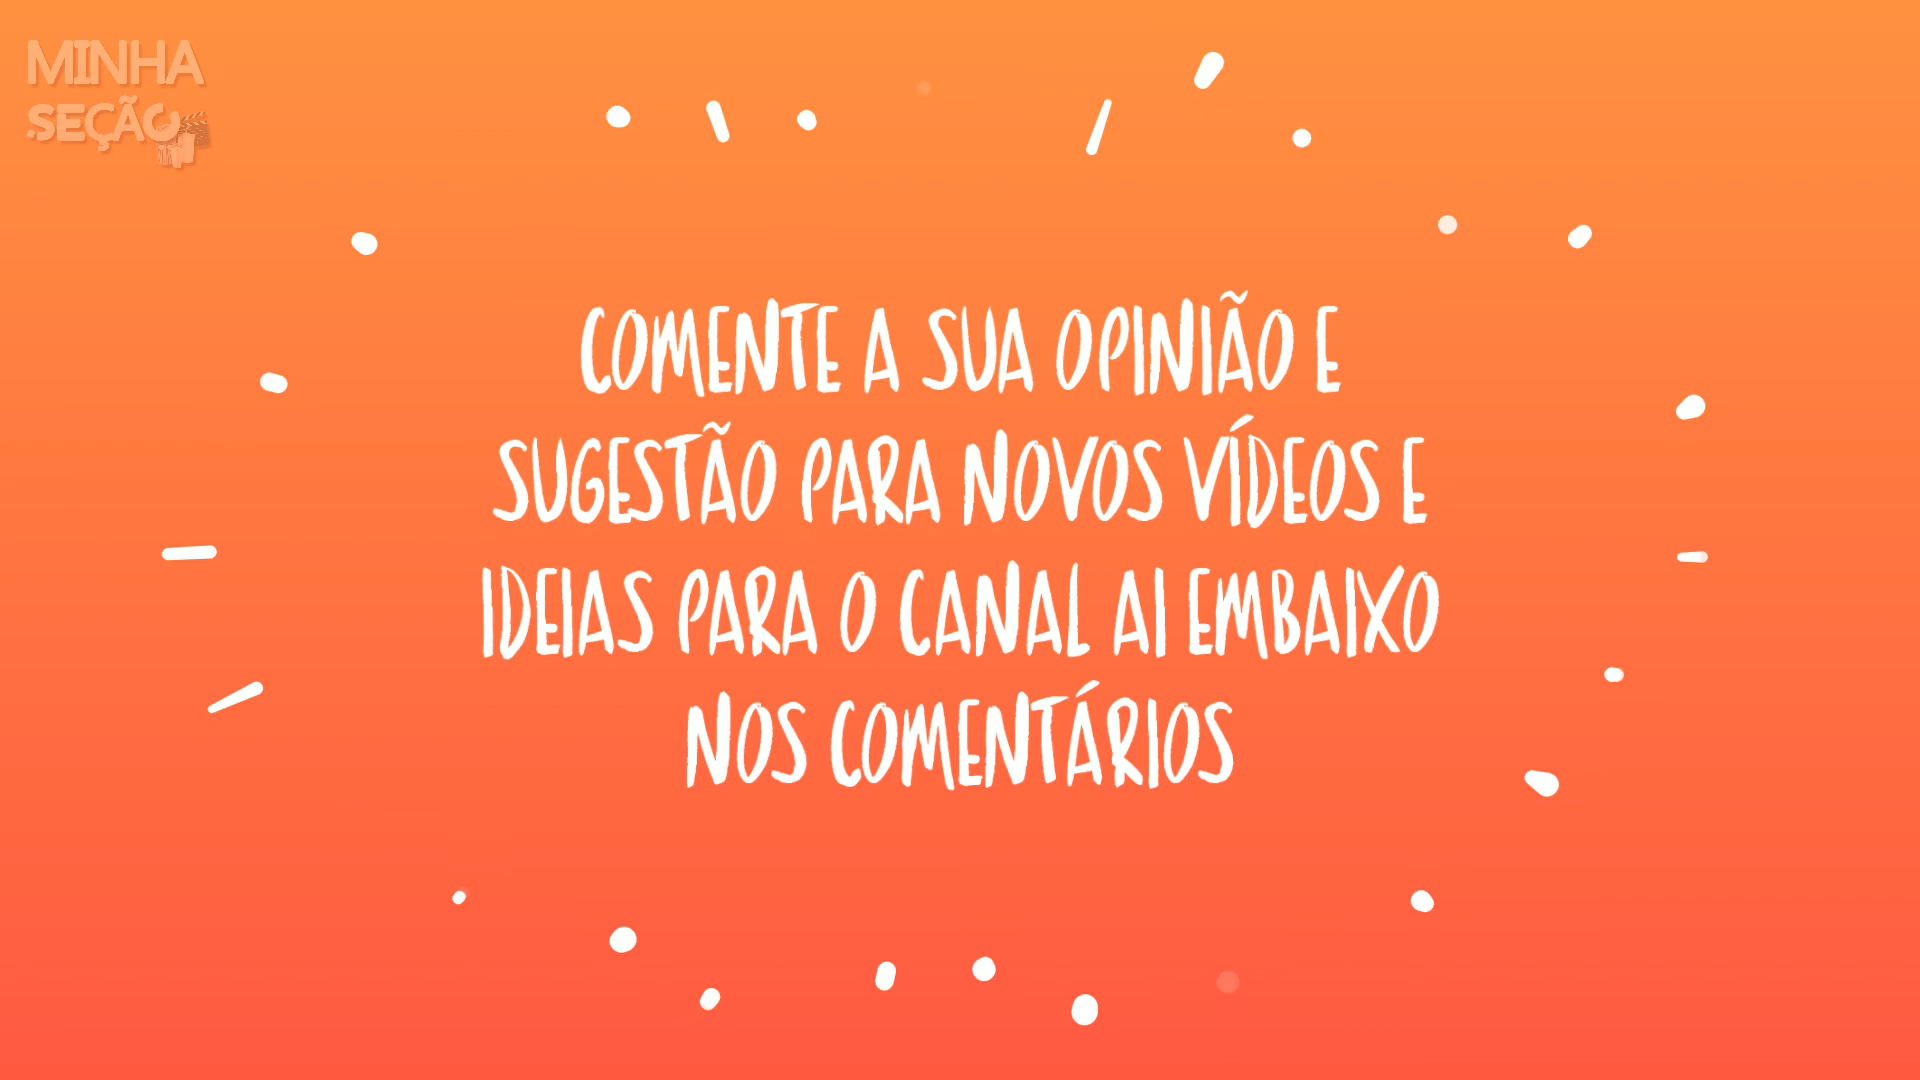 MINHA
SEÇÃO
COMENTE A SUA OPINIÃO E
SUGESTÃO PARA NOVOS VÍDEOS E
IDEIAS PARA O CANAL AI EMBAIXO
NOS COMENTÁRIOS